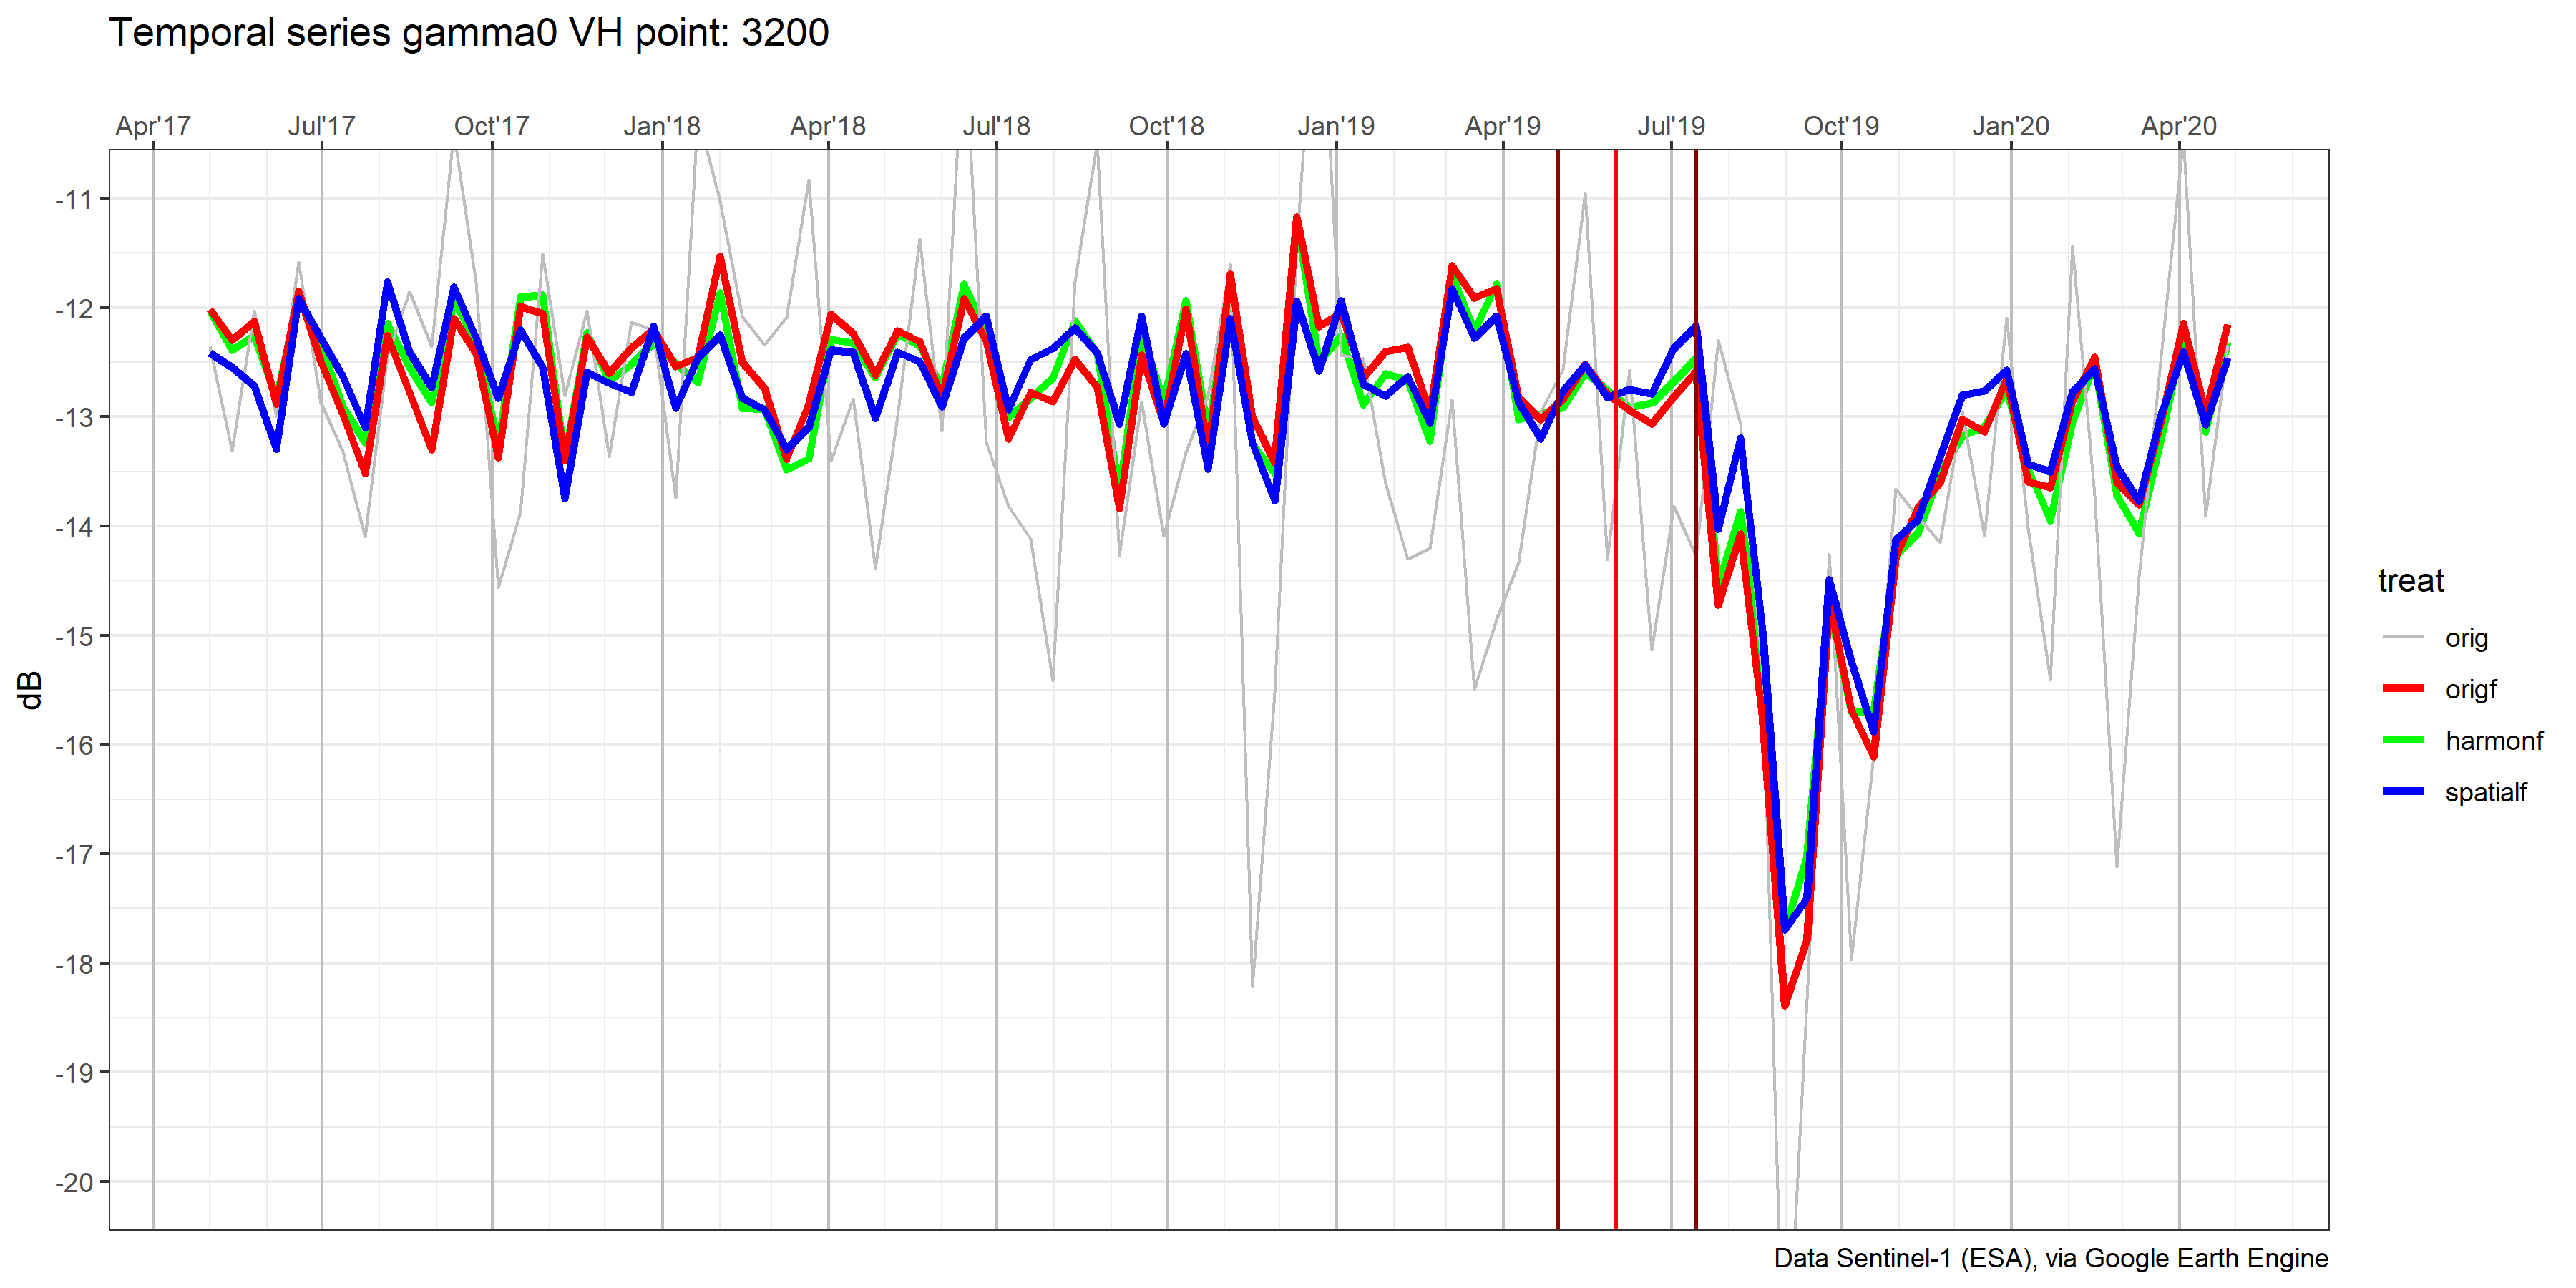 Temporal series gamma0 VH point: 3200
Apr'17 Jul'17 Oct'17 Jan'18 Apr'18 Jul'18 Oct'18 Jan'19 Apr'19 Jul'19 Oct'19 Jan'20 Apr'20
-11
-12
-13
-14
-15
-16
-17
-18
-19
-20
dB
treat
orig
origf
harmonf
spatialf
Data Sentinel-1 (ESA), via Google Earth Engine